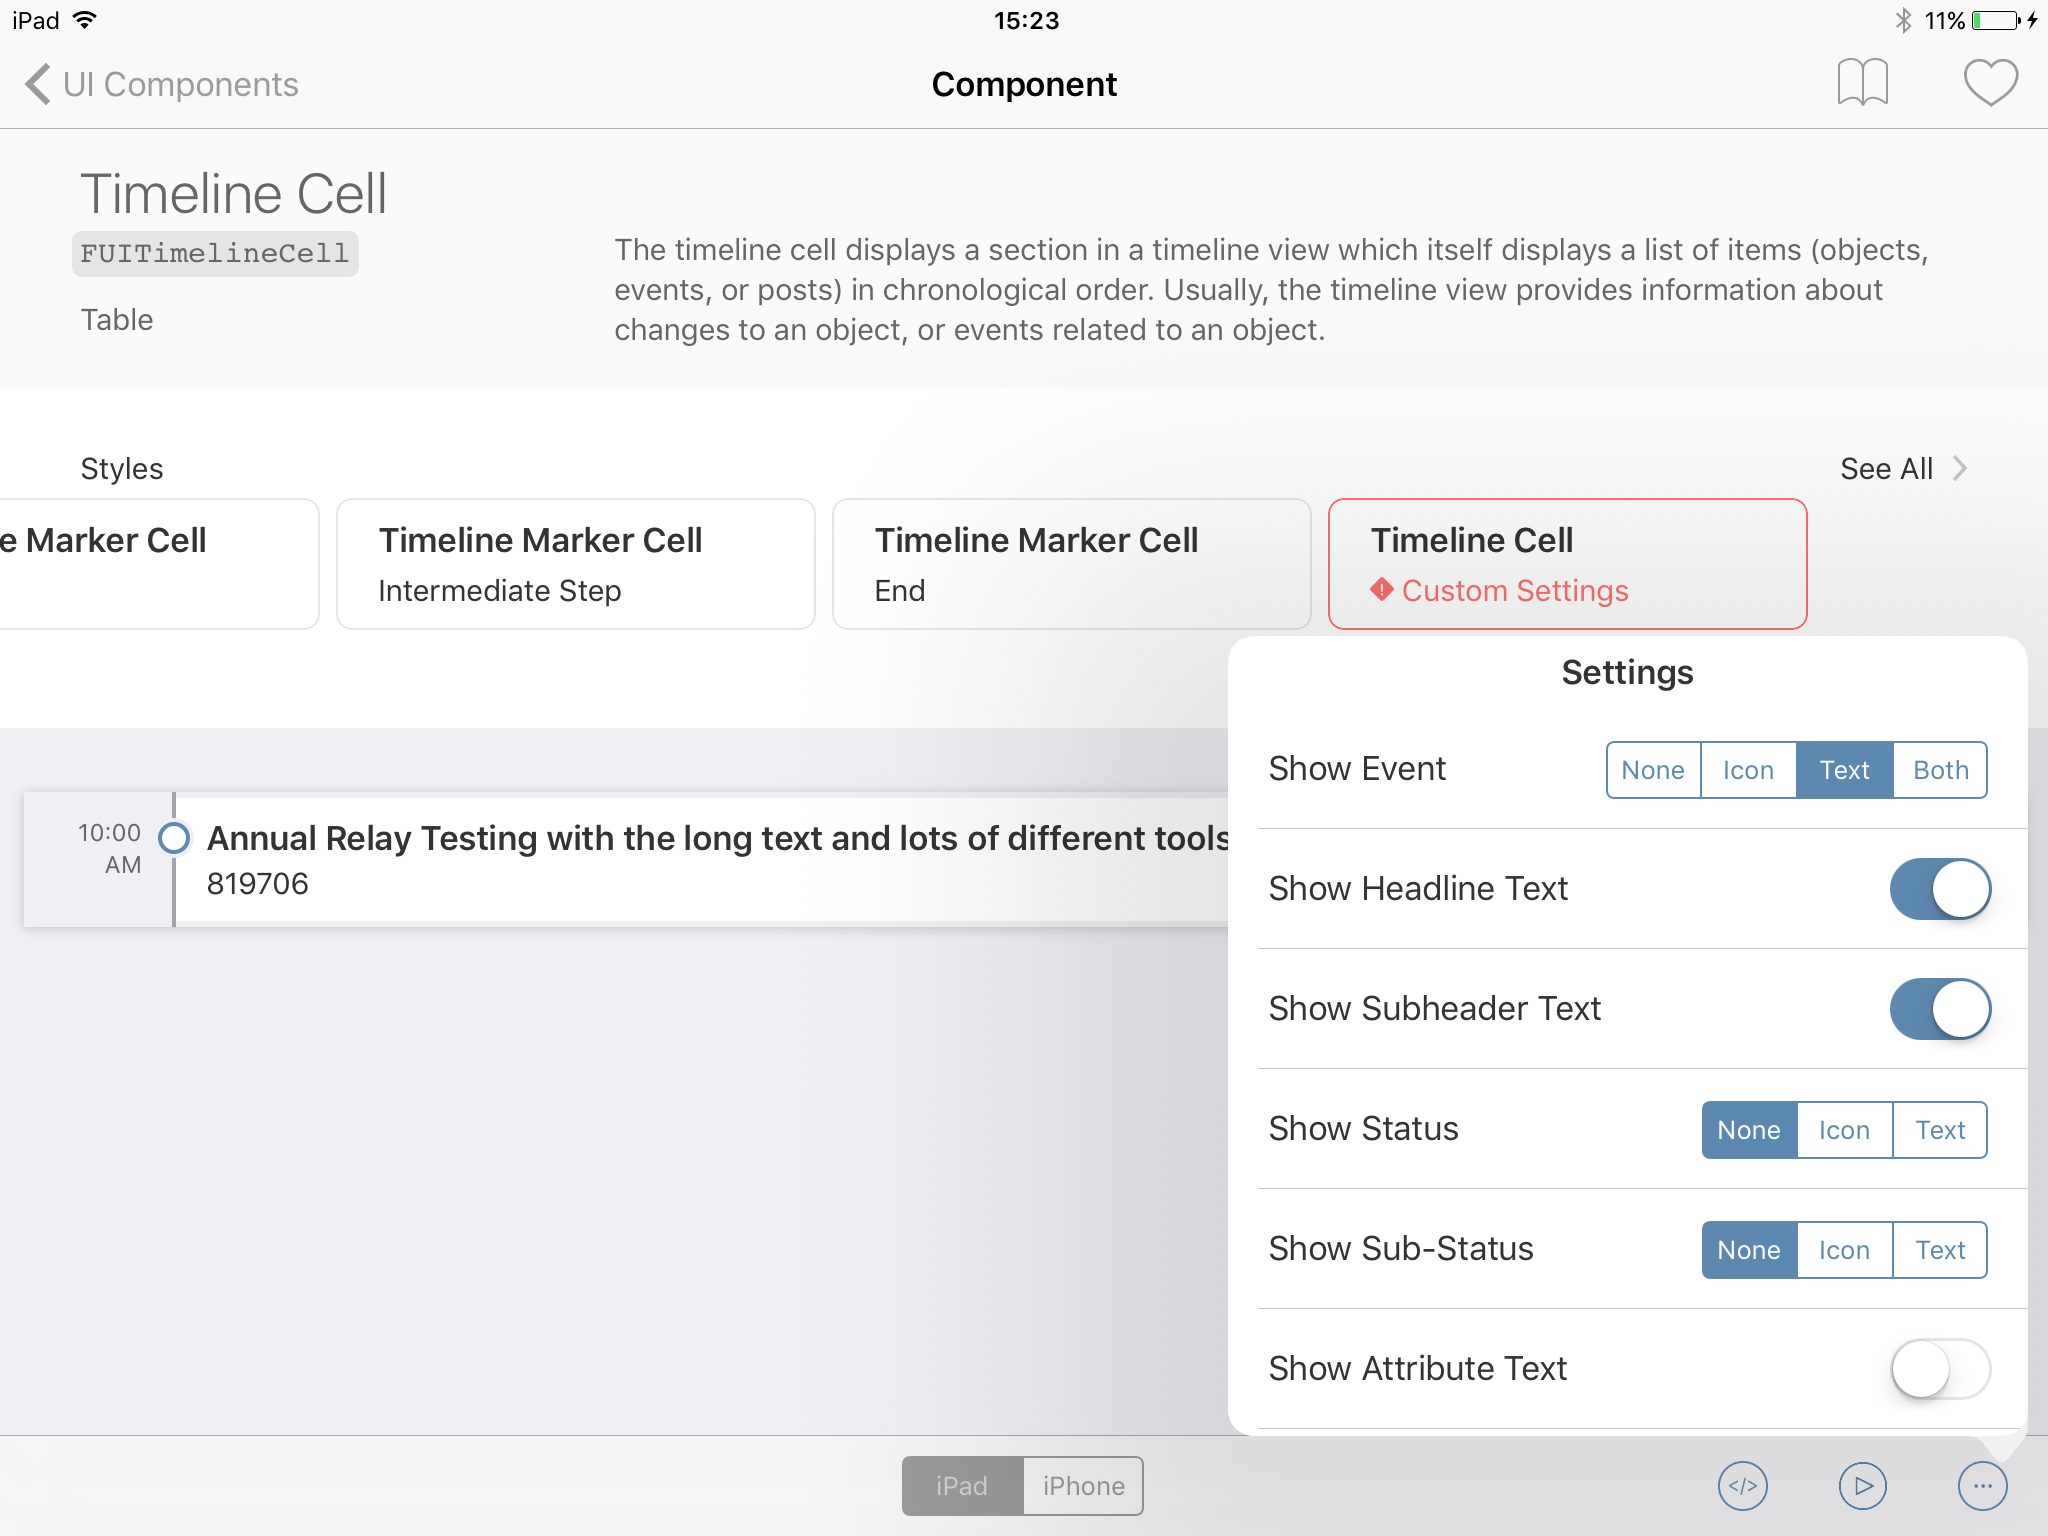 iPad 15:23 11%
UI Components Component
Timeline Cell
FUITimelineCell
Table
The timeline cell displays a section in a timeline view which itself displays a list of items (objects,
events, or posts) in chronological order. Usually, the timeline view provides information about
changes to an object, or events related to an object.
Styles See All
e Marker Cell
Timeline Marker Cell
Intermediate Step
Timeline Marker Cell
End
Timeline Cell
Custom Settings
10:00
AM
Annual Relay Testing with the long text and lots of different tools
819706
Settings
Show Event None Icon Text Both
Show Headline Text
Show Subheader Text
Show Status None Icon Text
Show Sub-Status None Icon Text
Show Attribute Text
iPad iPhone